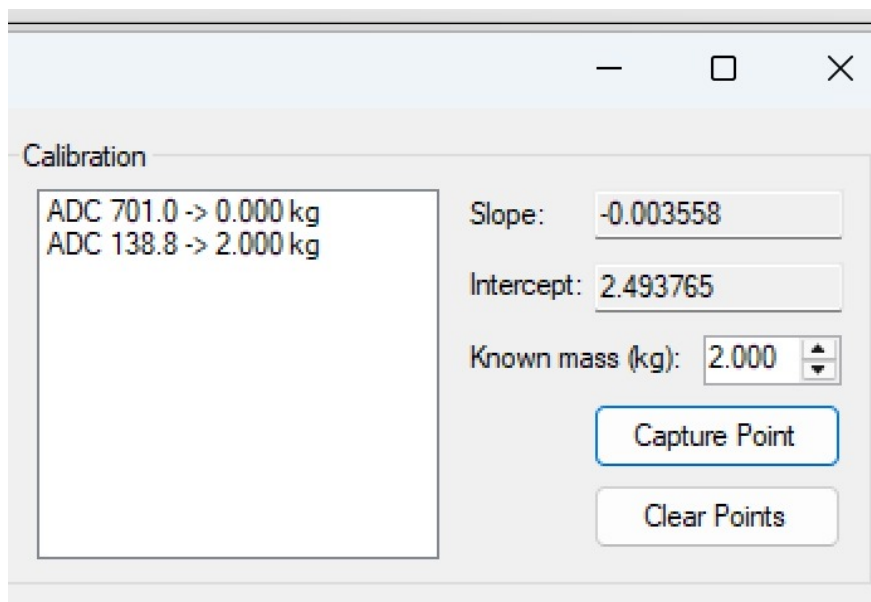 Calibration
ADC 701.0 -> 0.000 kg
ADC 138.8 -> 2.000 kg
Slope:
-0.003558
Intercept:
2.493765
Known mass (kg):
2.000
Capture Point
Clear Points